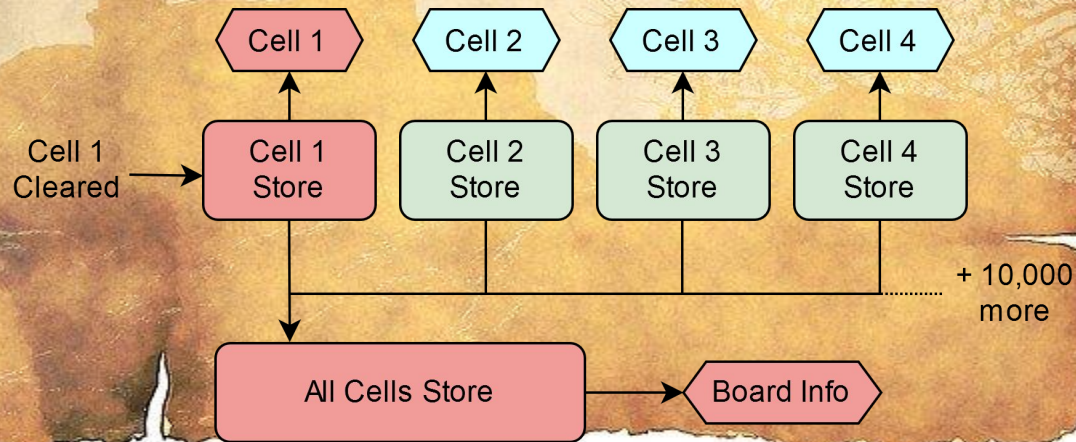 Cell 1
Cell 2
Cell 3
Cell 4
Cell 1
Cleared
Cell 1
Store
Cell 2
Store
Cell 3
Store
Cell 4
Store
+ 10,000
more
All Cells Store
Board Info